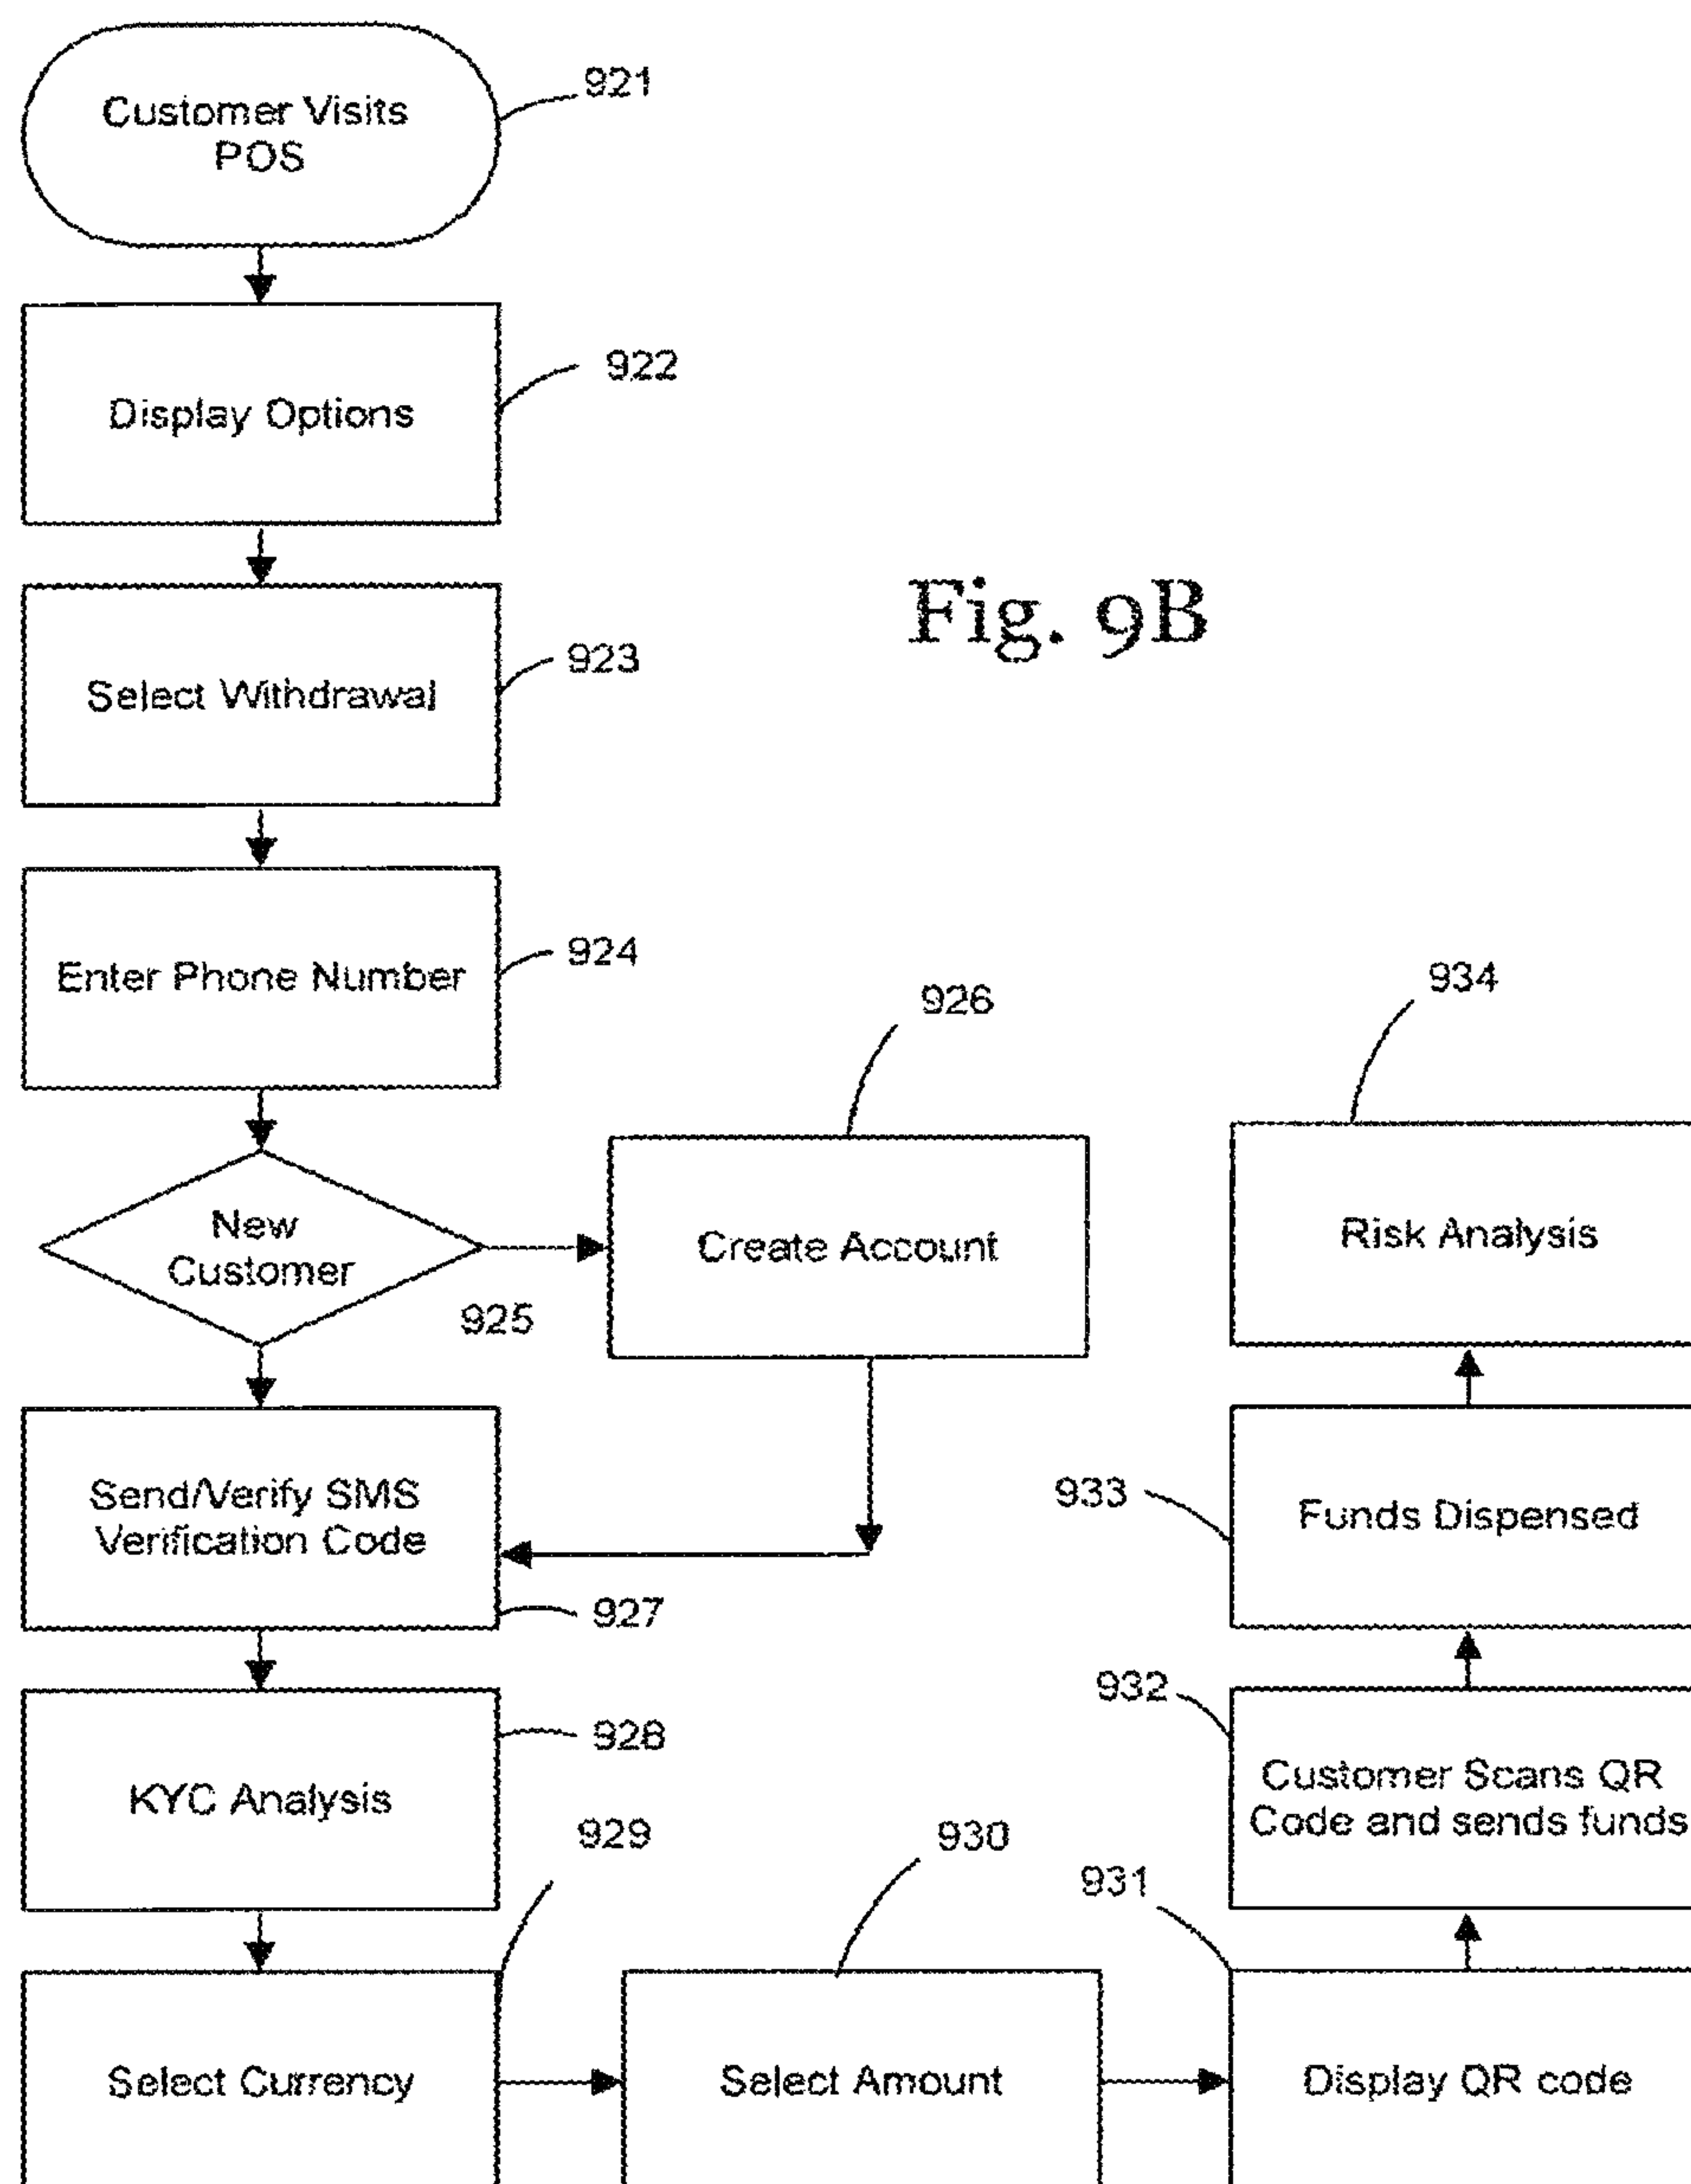 Customer Visits
POS
921
Display Options
922
Fig. 9B
Select Withdrawal
923
Enter Phone Number
924
926
934
New
Customer
925
Create Account
Risk Analysis
Send/Verify SMS
Verification Code
927
933
Funds Dispensed
KYC Analysis
928
929
930
931
932
Customer Scans QR
Code and sends funds
Select Currency
Select Amount
Display QR code